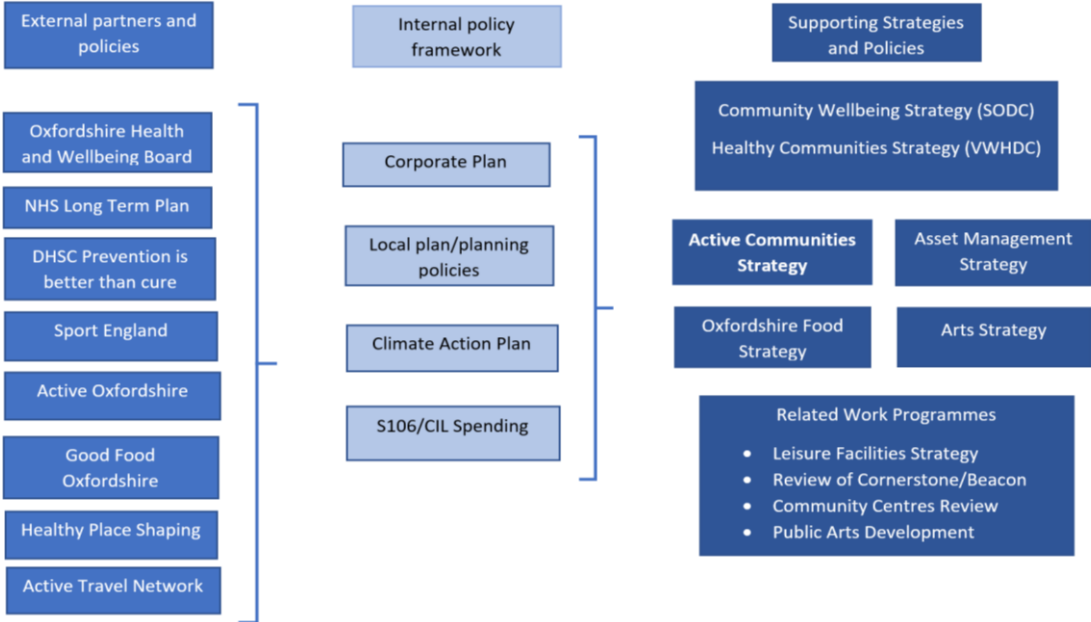 External partners and
policies
Oxfordshire Health
and Wellbeing Board
NHS Long Term Plan
DHSC Prevention is
better than cure
Sport England
Active Oxfordshire
Good Food
Oxfordshire
Healthy Place Shaping
Active Travel Network
Internal policy
framework
Corporate Plan
Local plan/planning
policies
Climate Action Plan
S106/CIL Spending
Supporting Strategies
and Policies
Community Wellbeing Strategy (SODC)
Healthy Communities Strategy (VWHDC)
Active Communities
Strategy
Asset Management
Strategy
Oxfordshire Food
Strategy
Arts Strategy
Related Work Programmes
• Leisure Facilities Strategy
• Review of Cornerstone/Beacon
• Community Centres Review
• Public Arts Development